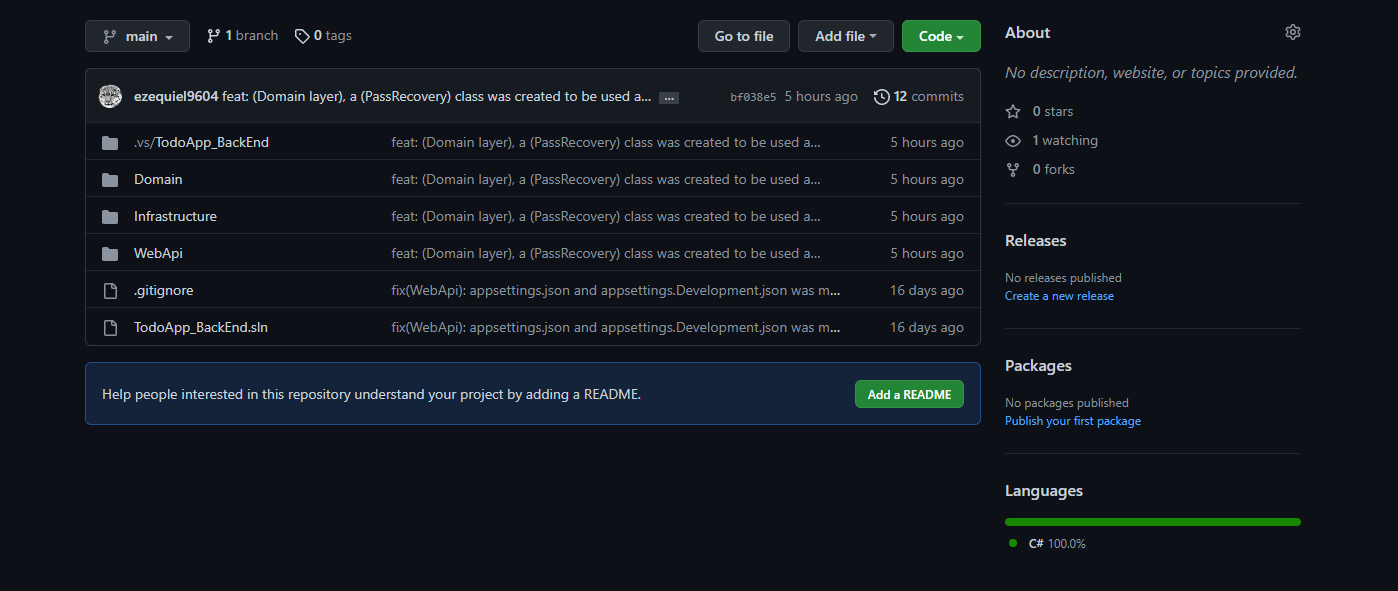 main 1 branch 0 tags Go to file Add file Code
ezequiel9604 feat: (Domain layer), a (PassRecovery) class was created to be used a... ... bf038e5 5 hours ago 12 commits
.vs/TodoApp_BackEnd feat: (Domain layer), a (PassRecovery) class was created to be used a... 5 hours ago
Domain feat: (Domain layer), a (PassRecovery) class was created to be used a... 5 hours ago
Infrastructure feat: (Domain layer), a (PassRecovery) class was created to be used a... 5 hours ago
WebApi feat: (Domain layer), a (PassRecovery) class was created to be used a... 5 hours ago
.gitignore fix(WebApi): appsettings.json and appsettings.Development.json was m... 16 days ago
TodoApp_BackEnd.sln fix(WebApi): appsettings.json and appsettings.Development.json was m... 16 days ago
Help people interested in this repository understand your project by adding a README. Add a README
About
No description, website, or topics provided.
0 stars
1 watching
0 forks
Releases
No releases published
Create a new release
Packages
No packages published
Publish your first package
Languages
C# 100.0%